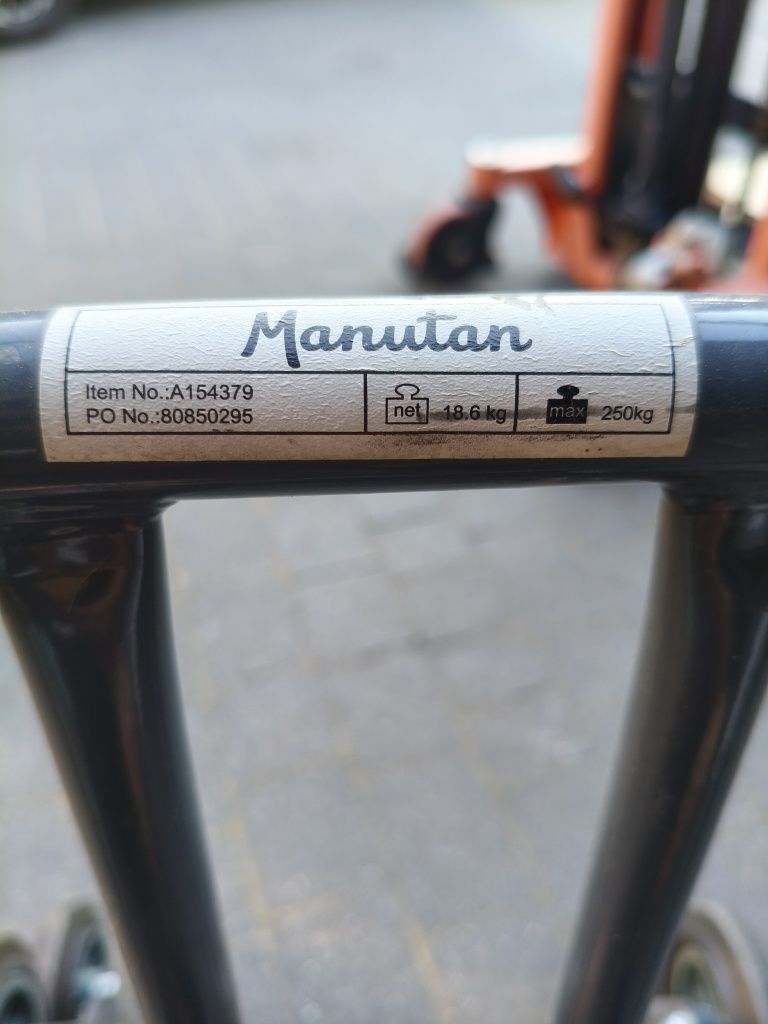 Manutan
Item No.:A154379
PO No.:80850295
net 18.6 kg
max 250kg